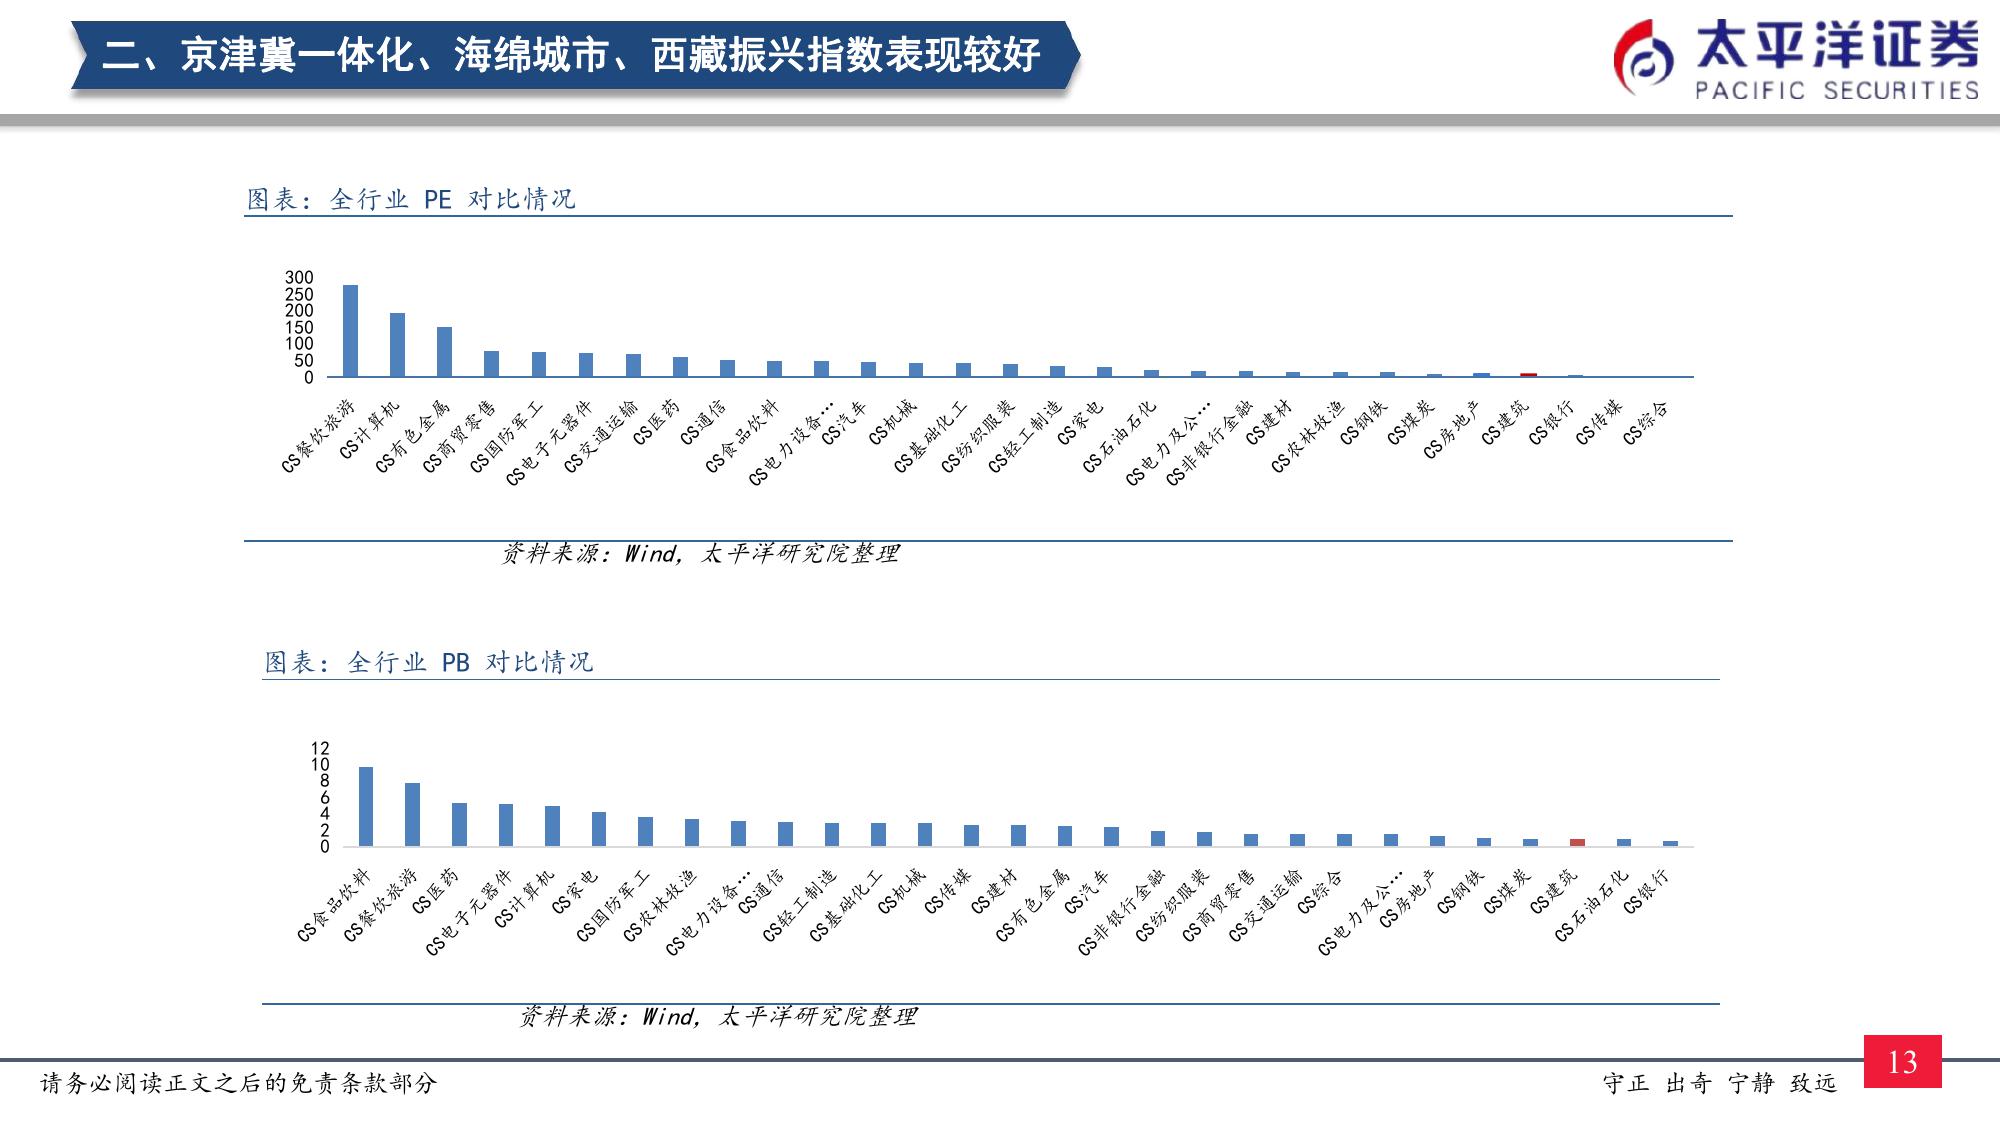 二、京津冀一体化、海绵城市、西藏振兴指数表现较好
太平洋证券
PACIFIC SECURITIES
图表：全行业 PE 对比情况
300
250
200
150
100
50
0
CS餐饮旅游
CS计算机
CS有色金属
CS商贸零售
CS国防军工
CS电子元器件
CS交通运输
CS医药
CS通信
CS食品饮料
CS电力设备…
CS汽车
CS机械
CS基础化工
CS纺织服装
CS轻工制造
CS家电
CS石油石化
CS电力及公…
CS非银行金融
CS建材
CS农林牧渔
CS钢铁
CS煤炭
CS房地产
CS建筑
CS银行
CS传媒
CS综合
资料来源：Wind，太平洋研究院整理
图表：全行业 PB 对比情况
12
10
8
6
4
2
0
CS食品饮料
CS餐饮旅游
CS医药
CS电子元器件
CS计算机
CS家电
CS国防军工
CS农林牧渔
CS电力设备…
CS通信
CS轻工制造
CS基础化工
CS机械
CS传媒
CS建材
CS有色金属
CS汽车
CS非银行金融
CS纺织服装
CS商贸零售
CS交通运输
CS综合
CS电力及公…
CS房地产
CS钢铁
CS煤炭
CS建筑
CS石油石化
CS银行
资料来源：Wind，太平洋研究院整理
请务必阅读正文之后的免责条款部分
守正 出奇 宁静 致远
13